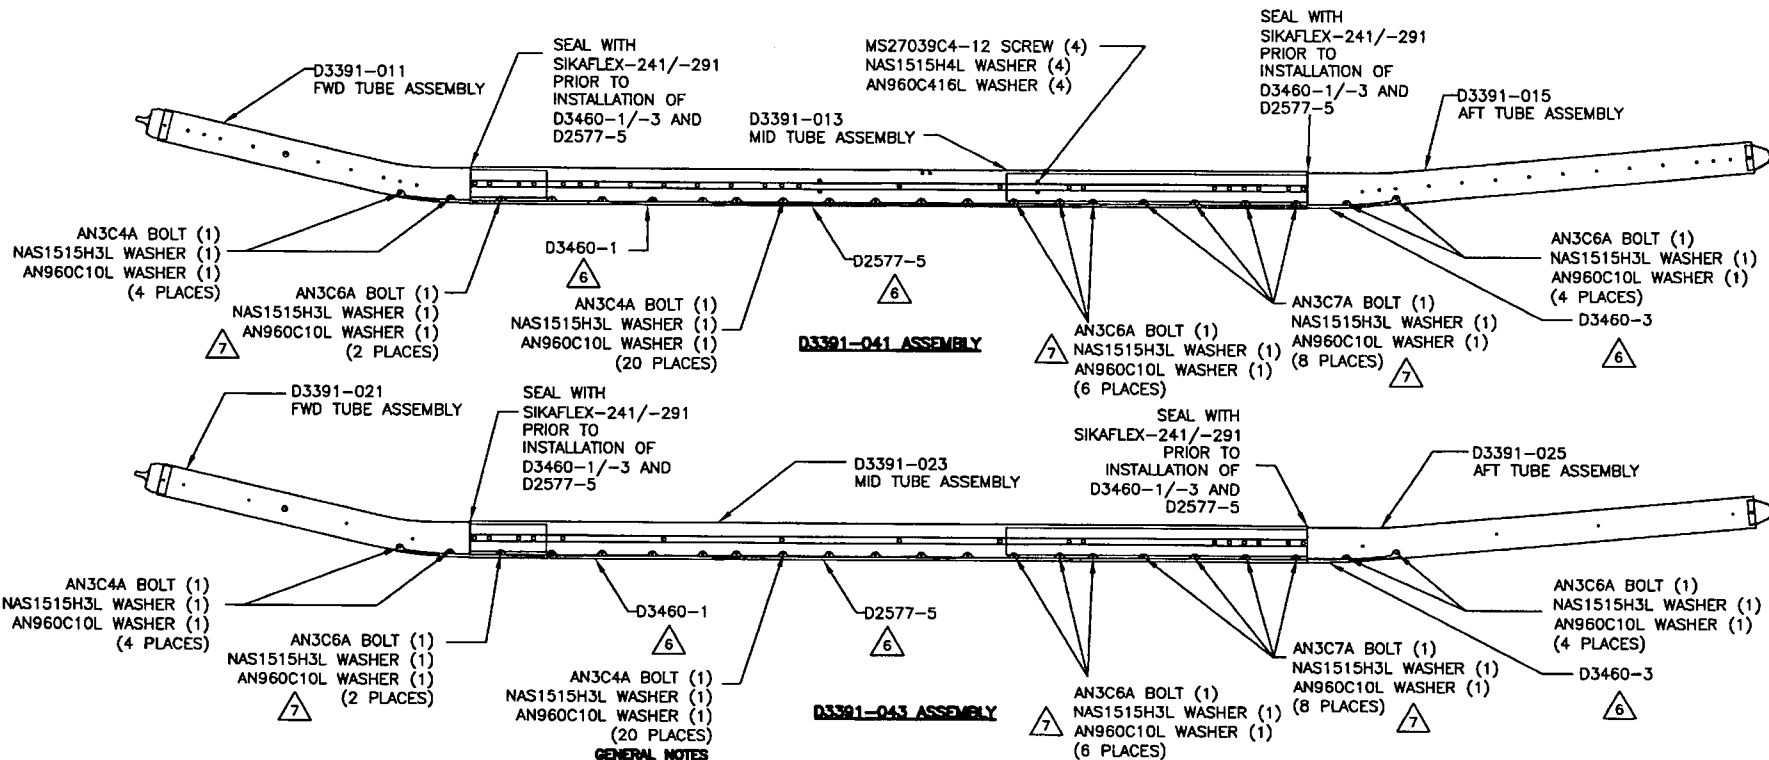 D3391-011
FWD TUBE ASSEMBLY
SEAL WITH
SIKAFLEX-241/-291
PRIOR TO
INSTALLATION OF
D3460-1/-3 AND
D2577-5
MS27039C4-12 SCREW (4)
NAS1515H4L WASHER (4)
AN960C416L WASHER (4)
D3391-013
MID TUBE ASSEMBLY
SEAL WITH
SIKAFLEX-241/-291
PRIOR TO
INSTALLATION OF
D3460-1/-3 AND
D2577-5
D3391-015
AFT TUBE ASSEMBLY
AN3C4A BOLT (1)
NAS1515H3L WASHER (1)
AN960C10L WASHER (1)
(4 PLACES)
AN3C6A BOLT (1)
NAS1515H3L WASHER (1)
AN960C10L WASHER (1)
(2 PLACES)
7
D3460-1
6
AN3C4A BOLT (1)
NAS1515H3L WASHER (1)
AN960C10L WASHER (1)
(20 PLACES)
D2577-5
6
D3391-041 ASSEMBLY
7
AN3C6A BOLT (1)
NAS1515H3L WASHER (1)
AN960C10L WASHER (1)
(6 PLACES)
AN3C7A BOLT (1)
NAS1515H3L WASHER (1)
AN960C10L WASHER (1)
(8 PLACES)
7
AN3C6A BOLT (1)
NAS1515H3L WASHER (1)
AN960C10L WASHER (1)
(4 PLACES)
D3460-3
6
D3391-021
FWD TUBE ASSEMBLY
SEAL WITH
SIKAFLEX-241/-291
PRIOR TO
INSTALLATION OF
D3460-1/-3 AND
D2577-5
D3391-023
MID TUBE ASSEMBLY
SEAL WITH
SIKAFLEX-241/-291
PRIOR TO
INSTALLATION OF
D3460-1/-3 AND
D2577-5
D3391-025
AFT TUBE ASSEMBLY
AN3C4A BOLT (1)
NAS1515H3L WASHER (1)
AN960C10L WASHER (1)
(4 PLACES)
AN3C6A BOLT (1)
NAS1515H3L WASHER (1)
AN960C10L WASHER (1)
(2 PLACES)
7
D3460-1
6
AN3C4A BOLT (1)
NAS1515H3L WASHER (1)
AN960C10L WASHER (1)
(20 PLACES)
D2577-5
6
D3391-043 ASSEMBLY
7
AN3C6A BOLT (1)
NAS1515H3L WASHER (1)
AN960C10L WASHER (1)
(6 PLACES)
AN3C7A BOLT (1)
NAS1515H3L WASHER (1)
AN960C10L WASHER (1)
(8 PLACES)
7
AN3C6A BOLT (1)
NAS1515H3L WASHER (1)
AN960C10L WASHER (1)
(4 PLACES)
D3460-3
6
GENERAL NOTES